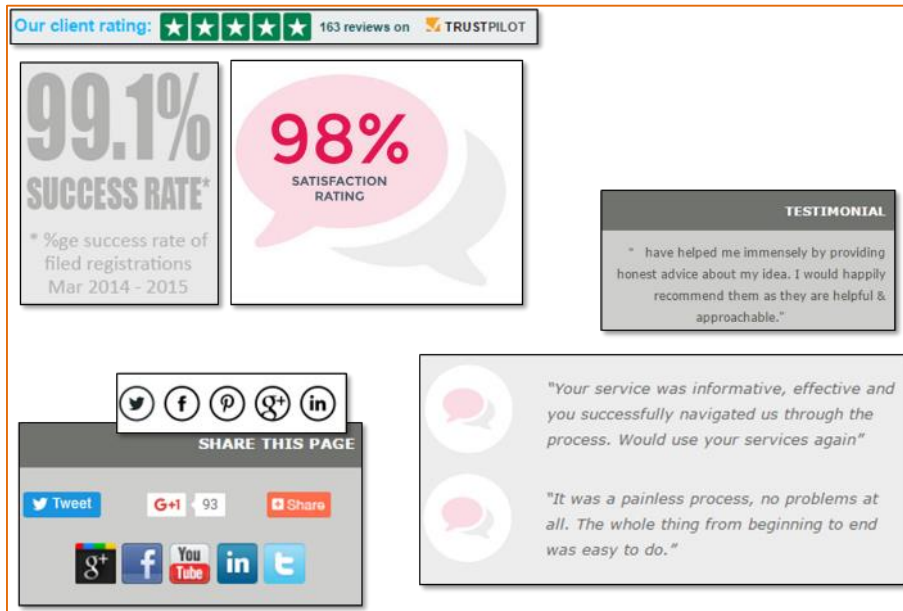 Our client rating: 163 reviews on TRUSTPILOT
99.1%
SUCCESS RATE*
* %ge success rate of
filed registrations
Mar 2014 - 2015
98%
SATISFACTION
RATING
TESTIMONIAL
" have helped me immensely by providing
honest advice about my idea. I would happily
recommend them as they are helpful &
approachable."
"Your service was informative, effective and
you successfully navigated us through the
process. Would use your services again"
"It was a painless process, no problems at
all. The whole thing from beginning to end
was easy to do."
f g+ in
SHARE THIS PAGE
Tweet G+1 93 Share
g+ f You Tube in t